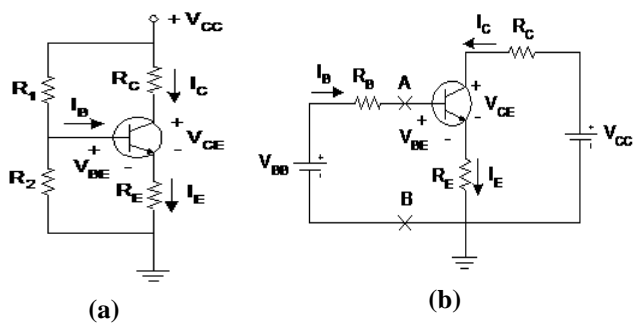 + V_CC
R_1
R_C
I_C
I_B
+
V_CE
-
+
V_BE
-
R_2
R_E
I_E
(a)
I_C
R_C
I_B
R_B
A
+
V_CE
-
+
V_BE
-
V_BB
+
V_CC
+
R_E
I_E
B
(b)